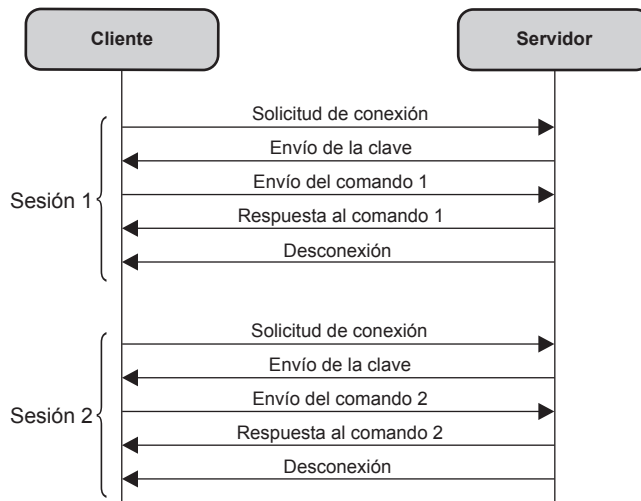 Cliente
Servidor
Solicitud de conexión
Envío de la clave
Envío del comando 1
Sesión 1
Respuesta al comando 1
Desconexión
Solicitud de conexión
Envío de la clave
Envío del comando 2
Sesión 2
Respuesta al comando 2
Desconexión